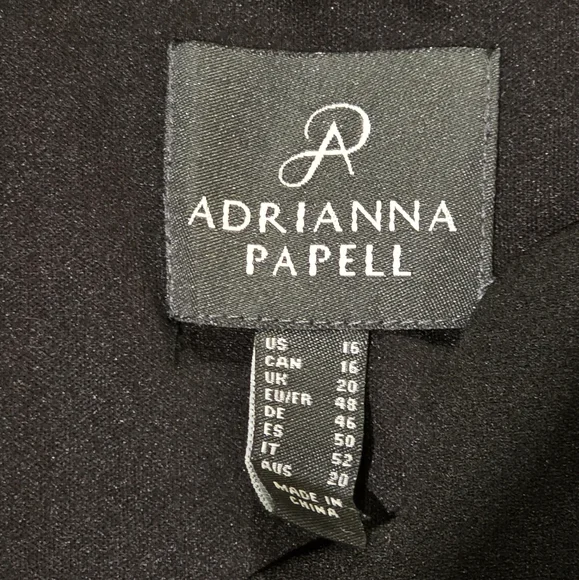 AP
ADRIANNA
PAPELL
US 16
CAN 16
UK 20
EU/FR 48
DE 46
ES 50
IT 52
AUS 20
MADE IN
CHINA